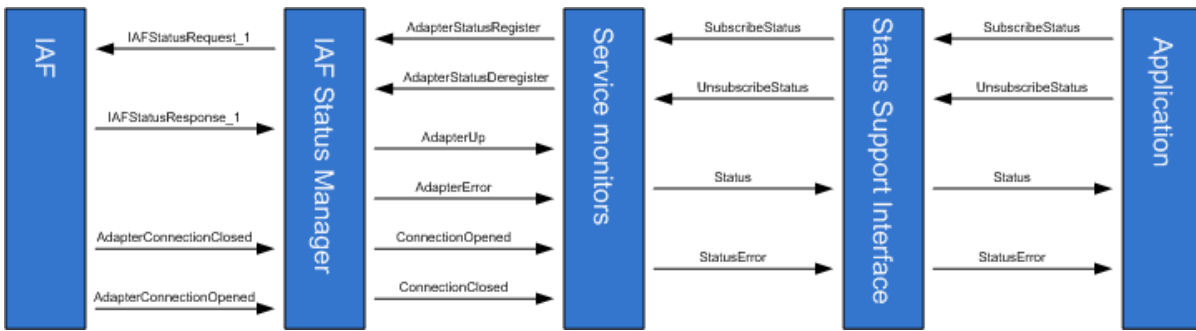 IAF
IAFStatusRequest_1
IAFStatusResponse_1
AdapterConnectionClosed
AdapterConnectionOpened
IAF Status Manager
AdapterStatusRegister
AdapterStatusDeregister
AdapterUp
AdapterError
ConnectionOpened
ConnectionClosed
Service monitors
SubscribeStatus
UnsubscribeStatus
Status
StatusError
Status Support Interface
SubscribeStatus
UnsubscribeStatus
Status
StatusError
Application